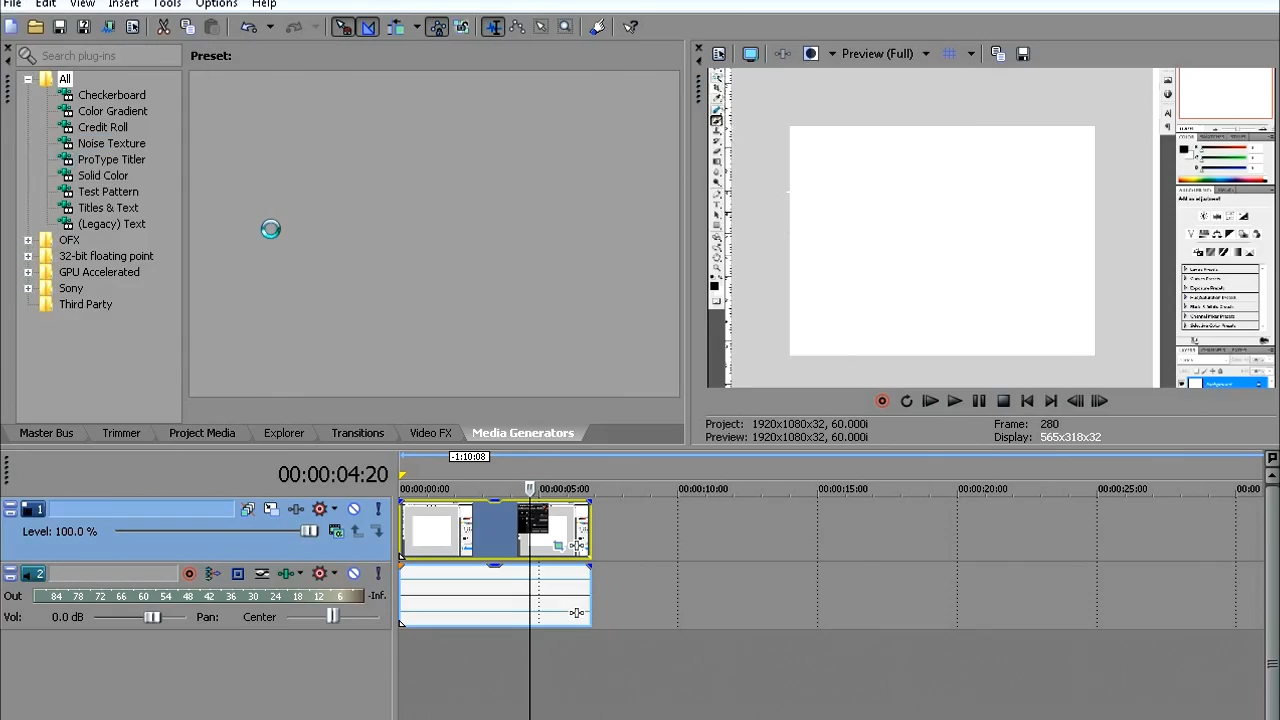 File Edit View Insert Tools Options Help
Search plug-ins
Preset:
Preview (Full)
All
Checkerboard
Color Gradient
Credit Roll
Noise Texture
ProType Titler
Solid Color
Test Pattern
Titles & Text
(Legacy) Text
OFX
32-bit floating point
GPU Accelerated
Sony
Third Party
Master Bus Trimmer Project Media Explorer Transitions Video FX Media Generators
Project: 1920x1080x32, 60.000i Frame: 280
Preview: 1920x1080x32, 60.000i Display: 565x318x32
-1:10:08
00:00:04:20
00:00:00:00 00:00:05:00 00:00:10:00 00:00:15:00 00:00:20:00 00:00:25:00 00:00
1
Level: 100.0 %
2
Out 84 78 72 66 60 54 48 42 36 30 24 18 12 6 -Inf.
Vol: 0.0 dB Pan: Center